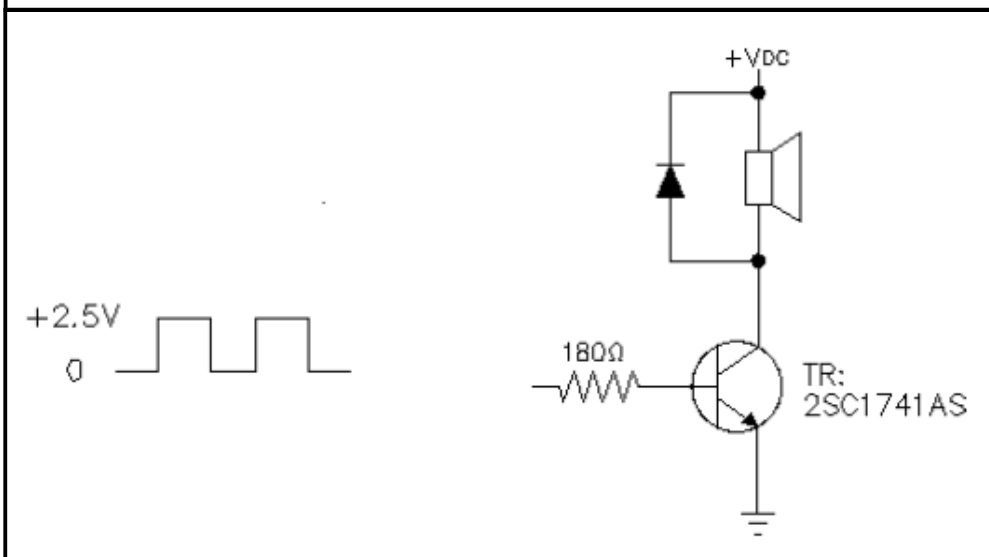 +VDC
+2.5V
0
180Ω
TR:
2SC1741AS